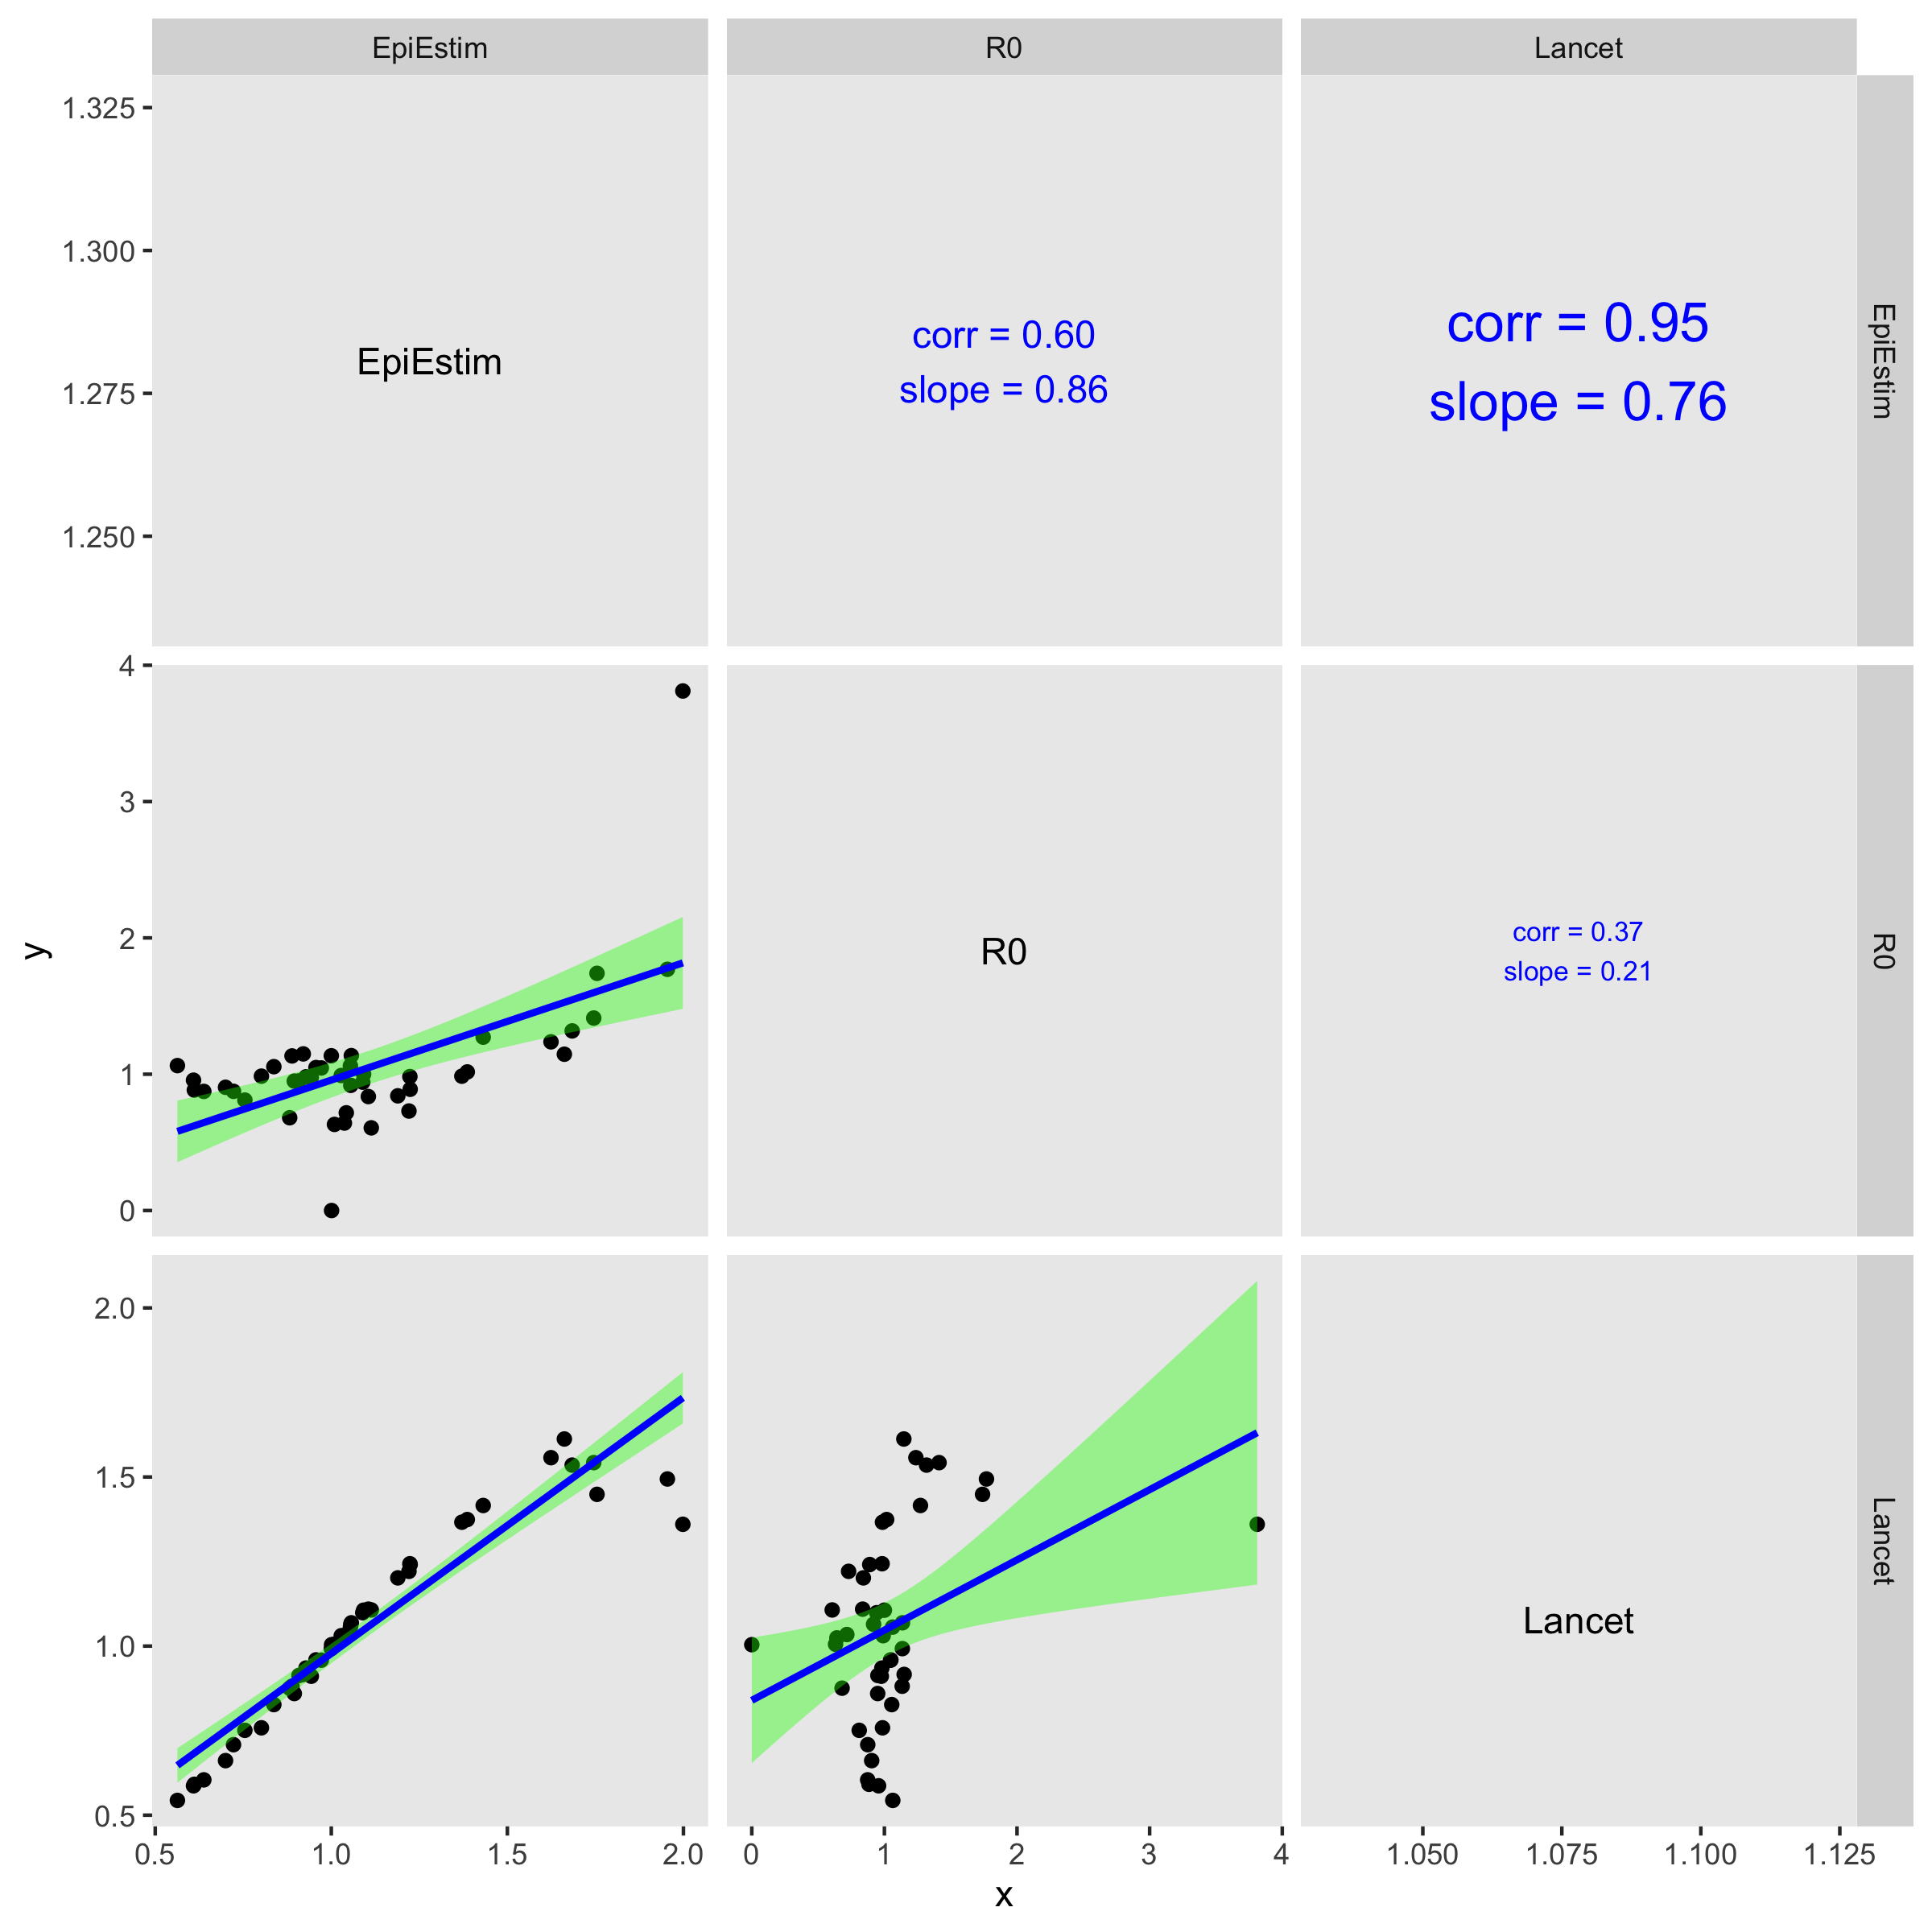 EpiEstim
R0
Lancet
1.325
1.300
1.275
1.250
EpiEstim
corr = 0.60
slope = 0.86
corr = 0.95
slope = 0.76
EpiEstim
y
4
3
2
1
0
R0
corr = 0.37
slope = 0.21
R0
2.0
1.5
1.0
0.5
Lancet
Lancet
0.5 1.0 1.5 2.0
0 1 2 3 4
1.050 1.075 1.100 1.125
x